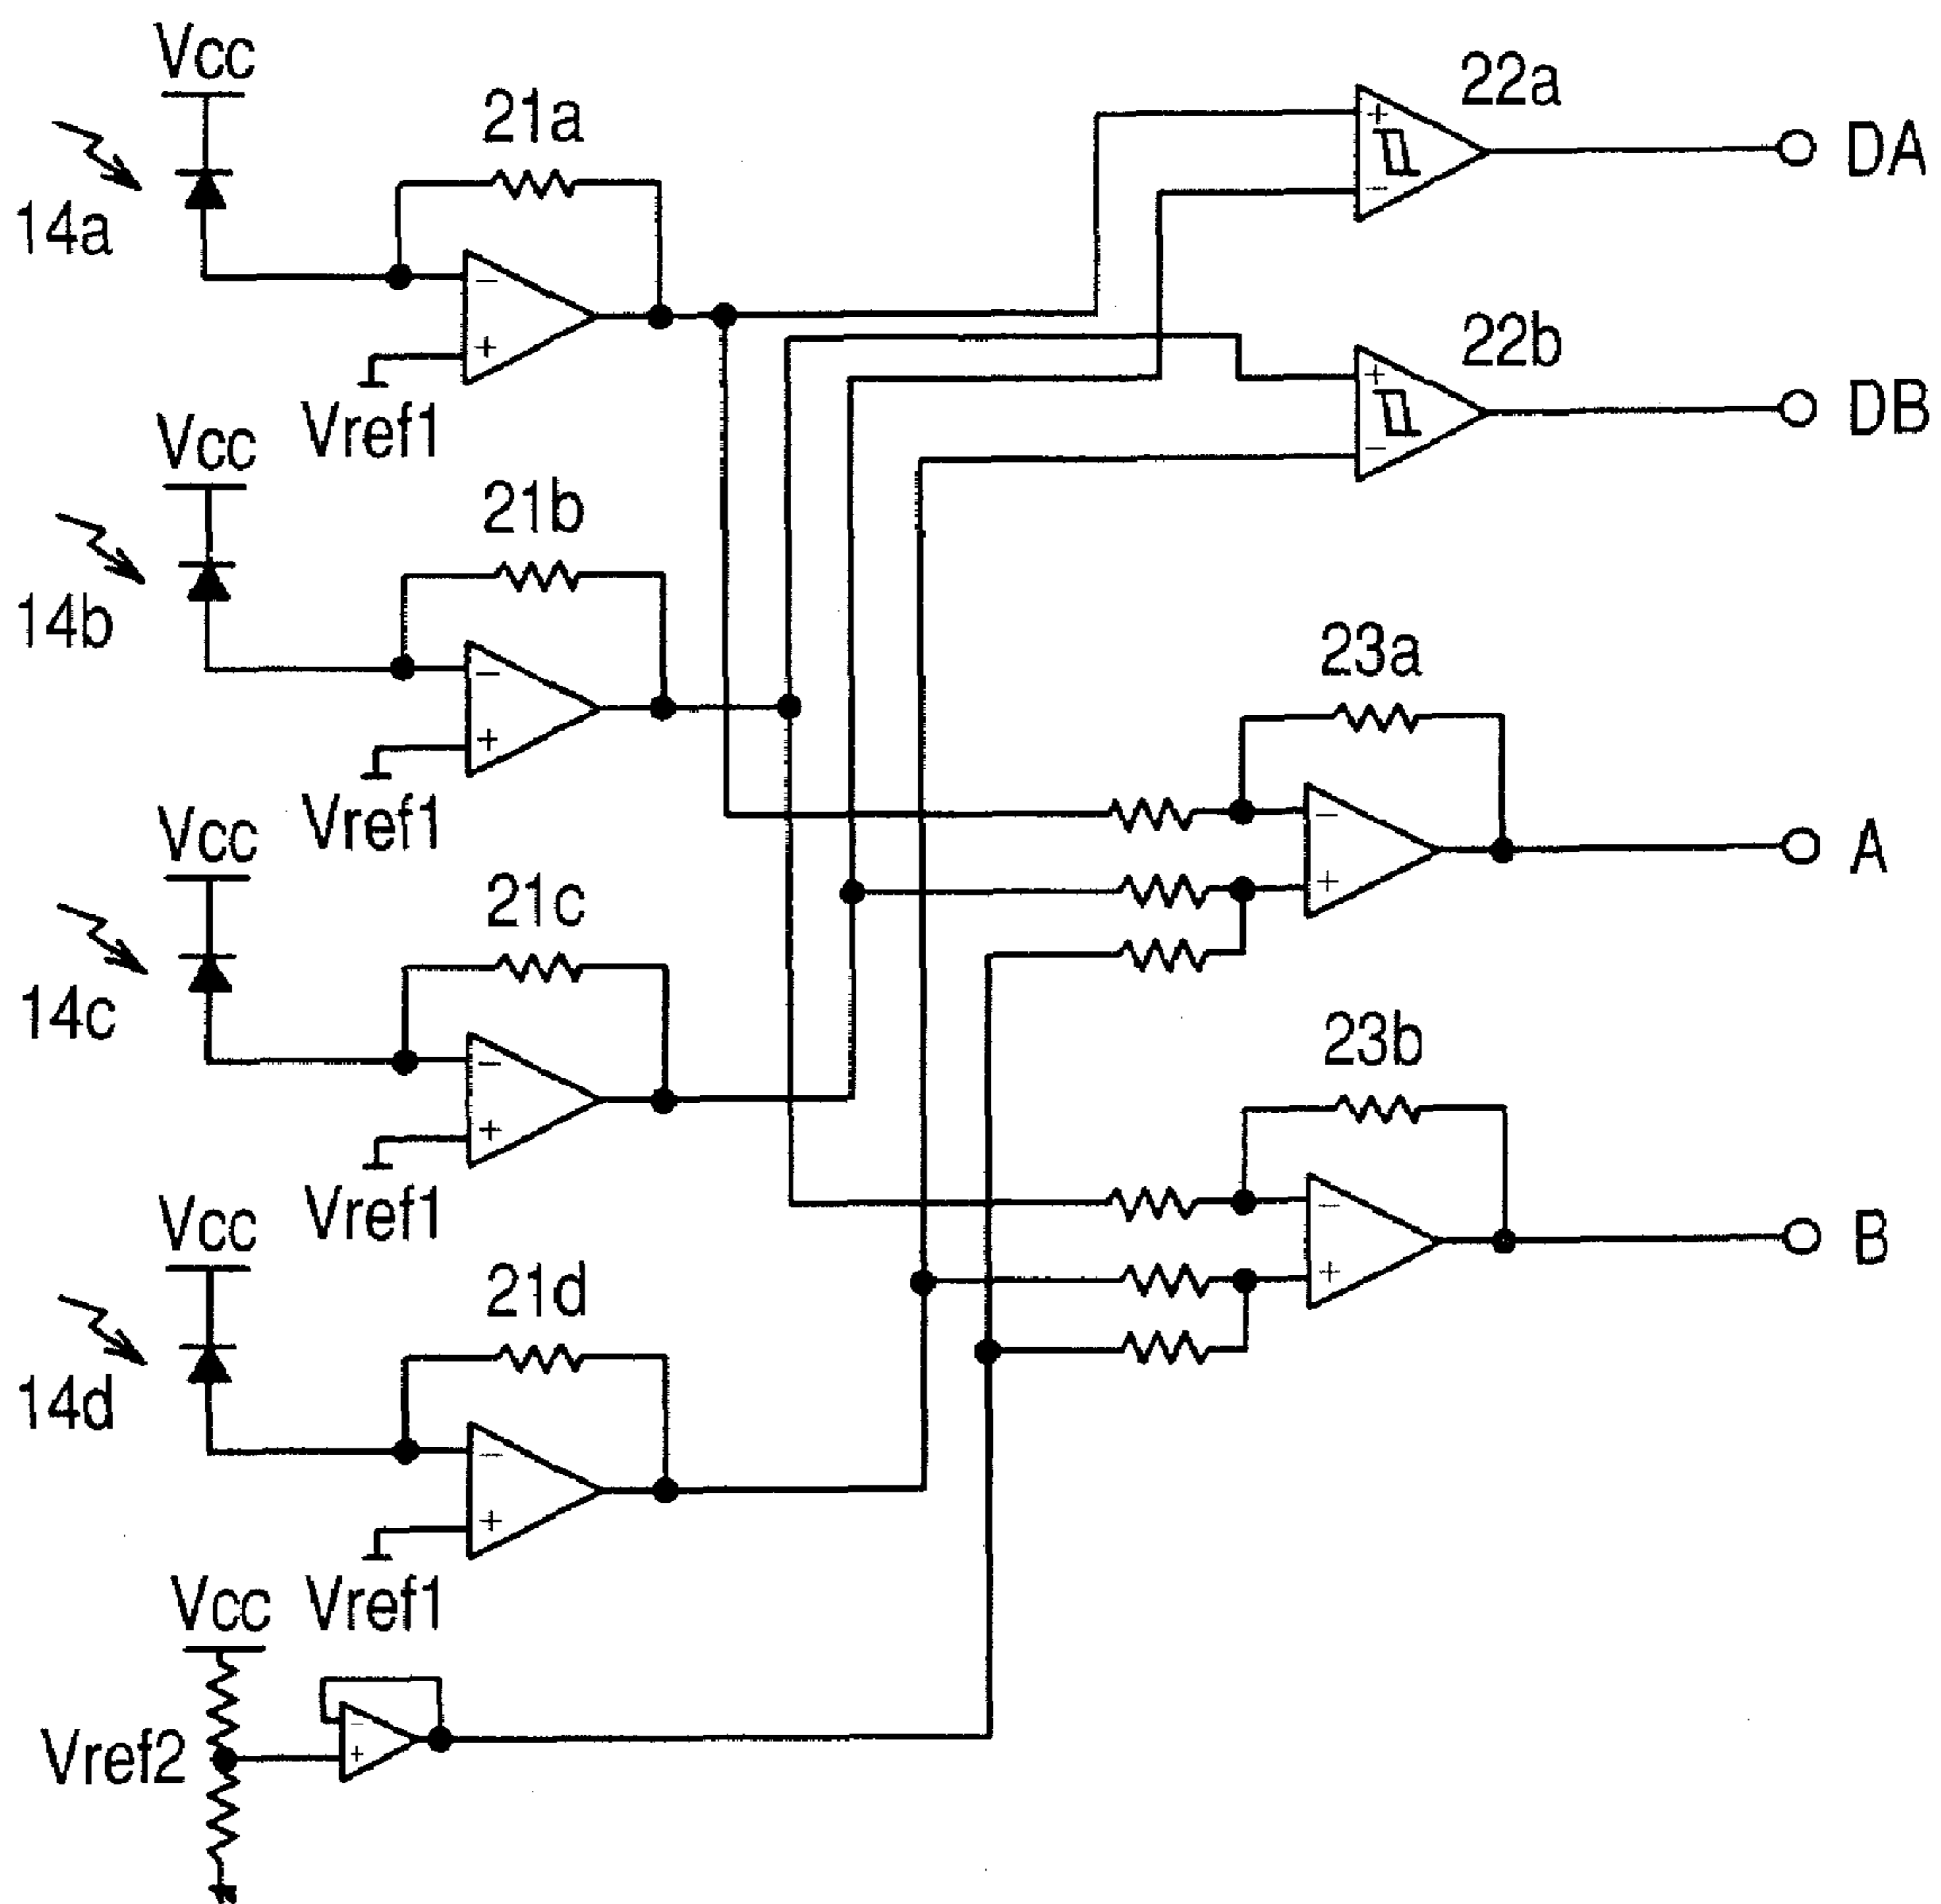 Vcc
22a
21a
DA
14a
22b
Vref1
DB
Vcc
21b
14b
23a
Vref1
Vcc
A
21c
14c
23b
Vref1
Vcc
B
21d
14d
Vcc
Vref1
Vref2